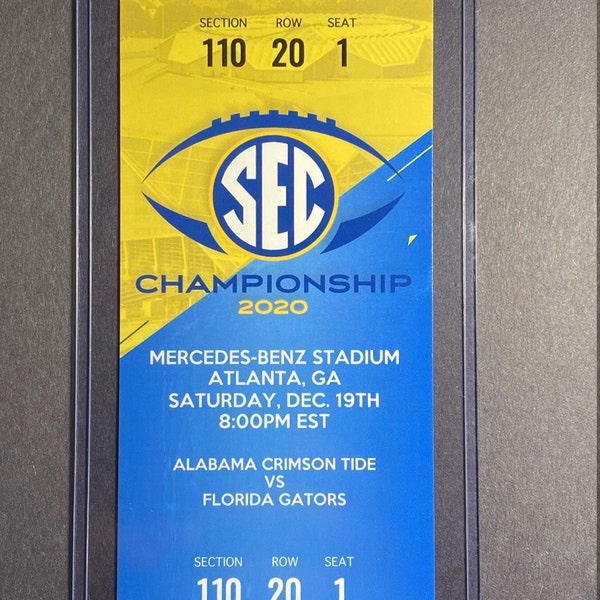 SECTION ROW SEAT
110 20 1
SEC
CHAMPIONSHIP
2020
MERCEDES-BENZ STADIUM
ATLANTA, GA
SATURDAY, DEC. 19TH
8:00PM EST
ALABAMA CRIMSON TIDE
VS
FLORIDA GATORS
SECTION ROW SEAT
110 20 1